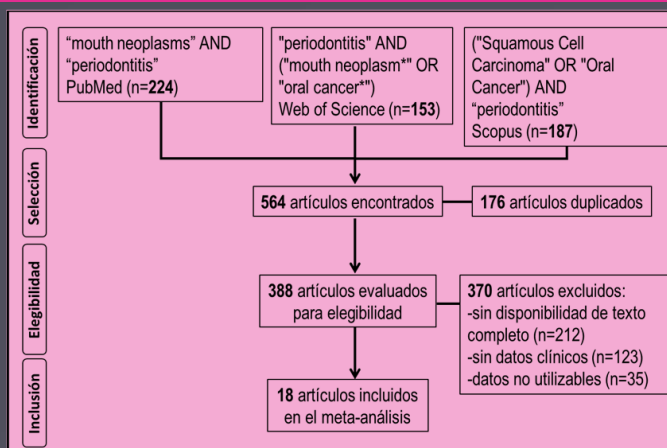 Identificación
“mouth neoplasms” AND
“periodontitis”
PubMed (n=224)
"periodontitis" AND
("mouth neoplasm*" OR
"oral cancer*")
Web of Science (n=153)
("Squamous Cell
Carcinoma" OR "Oral
Cancer") AND
“periodontitis”
Scopus (n=187)
Selección
564 artículos encontrados
176 artículos duplicados
Elegibilidad
388 artículos evaluados
para elegibilidad
370 artículos excluidos:
-sin disponibilidad de texto
completo (n=212)
-sin datos clínicos (n=123)
-datos no utilizables (n=35)
Inclusión
18 artículos incluidos
en el meta-análisis